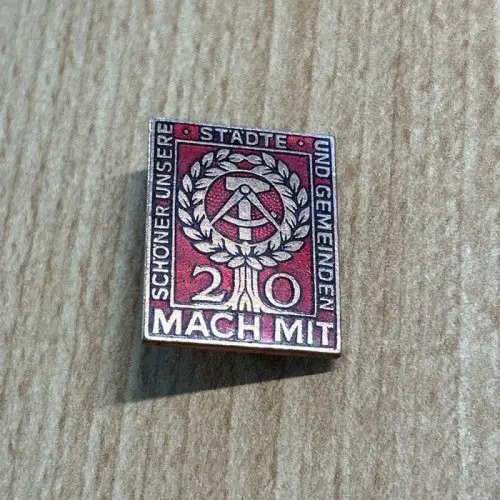 SCHÖNER UNSERE
· STÄDTE ·
UND GEMEINDEN
20
MACH MIT